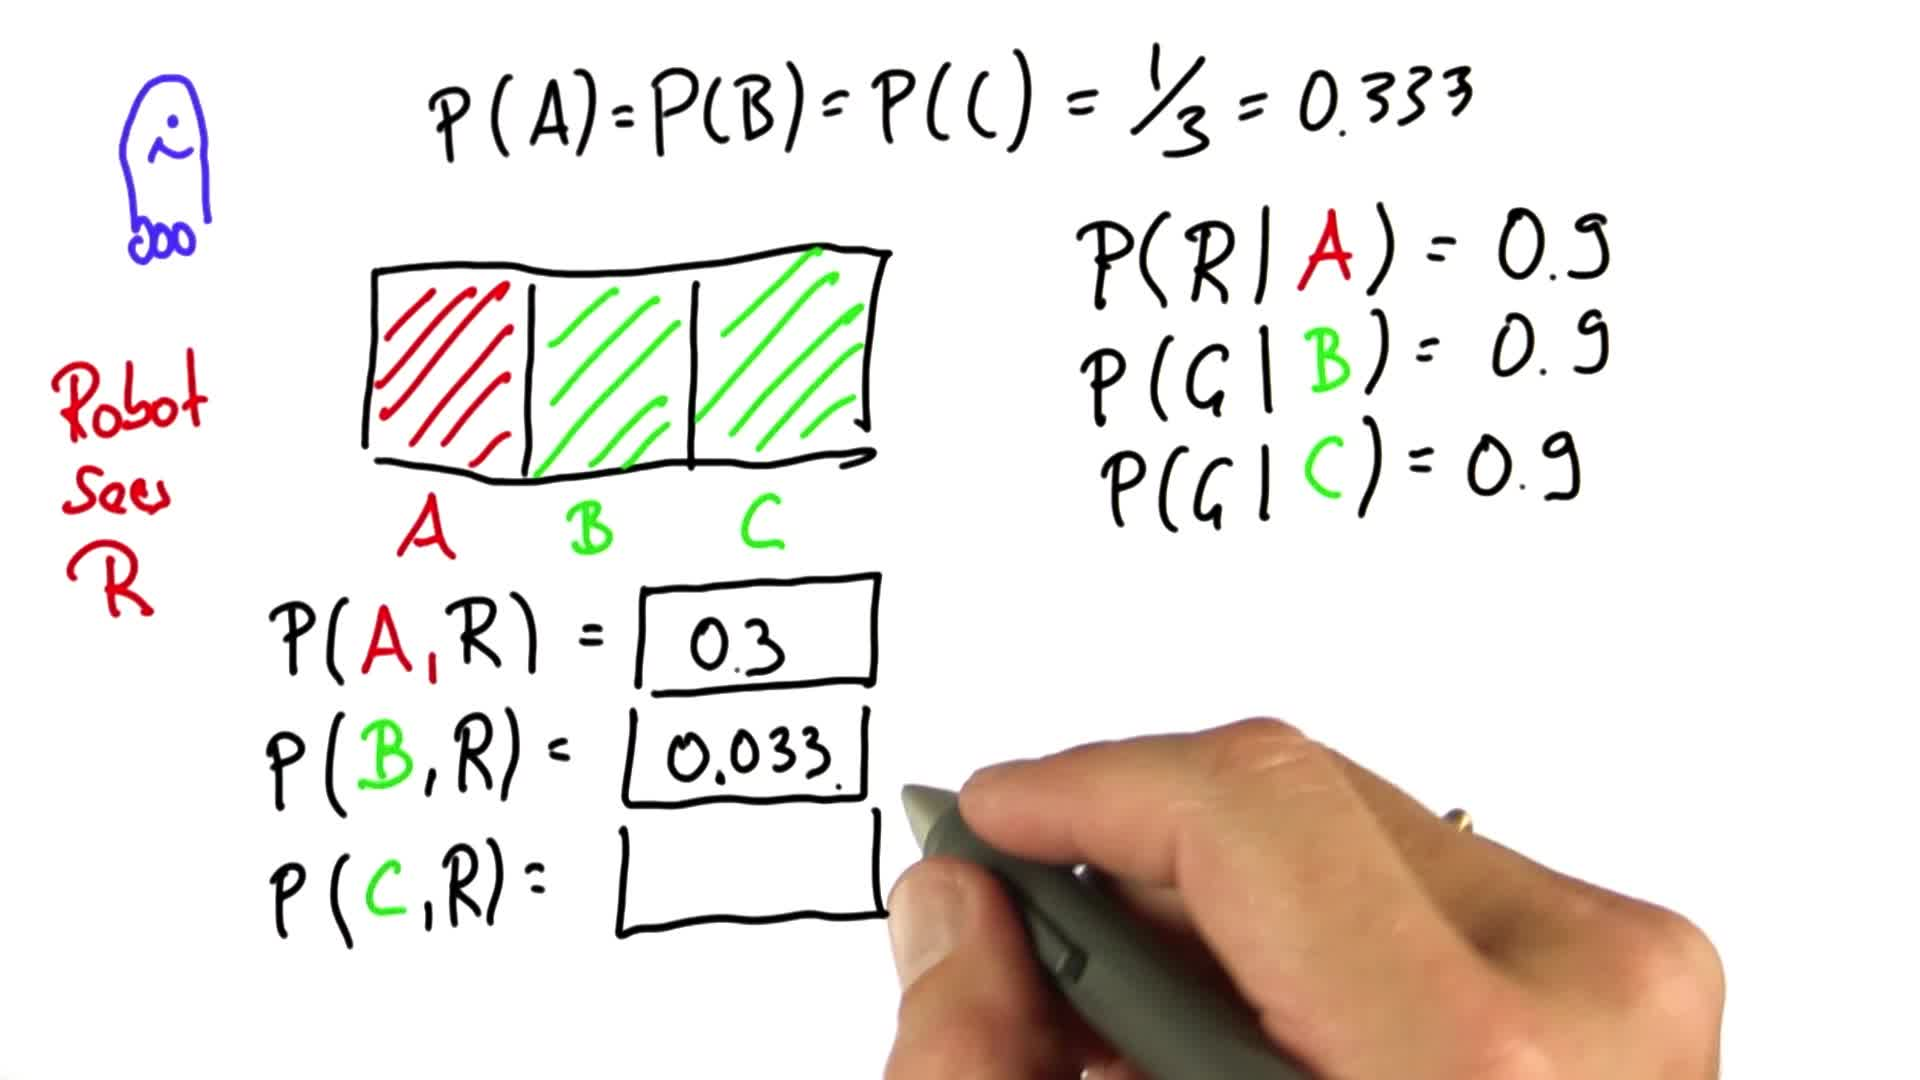 P(A)=P(B)=P(C) = 1/3 = 0.333
P(R|A) = 0.9
P(G|B) = 0.9
P(G|C) = 0.9
Robot
sees
R
A B C
P(A,R) = 0.3
P(B,R) = 0.033
P(C,R) =